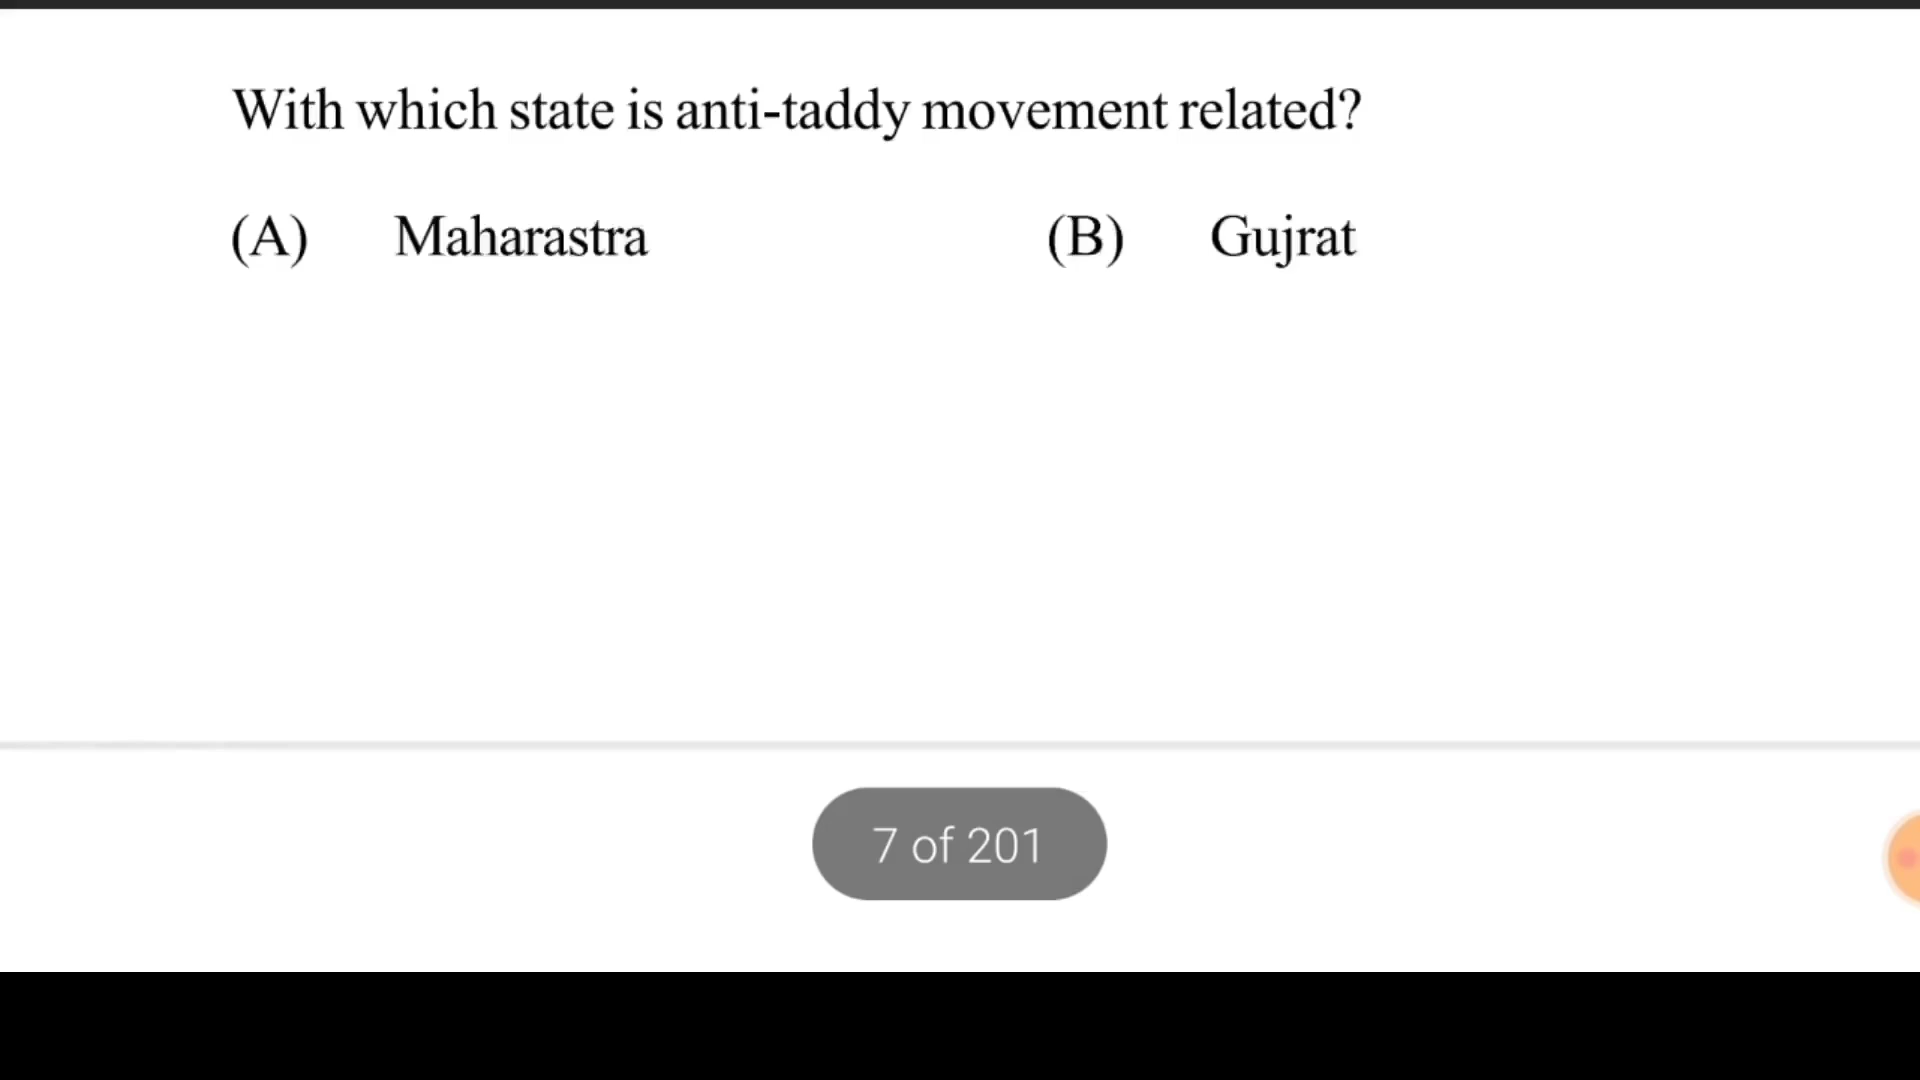 With which state is anti-taddy movement related?
(A) Maharastra (B) Gujrat
7 of 201